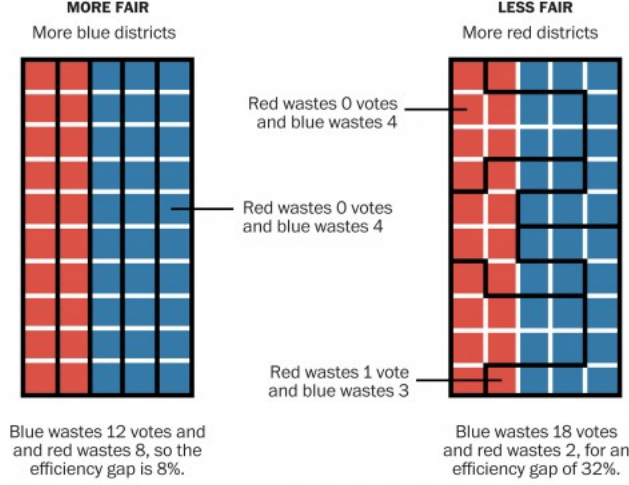 MORE FAIR
More blue districts
LESS FAIR
More red districts
Red wastes 0 votes
and blue wastes 4
Red wastes 0 votes
and blue wastes 4
Red wastes 1 vote
and blue wastes 3
Blue wastes 12 votes and
and red wastes 8, so the
efficiency gap is 8%.
Blue wastes 18 votes
and red wastes 2, for an
efficiency gap of 32%.